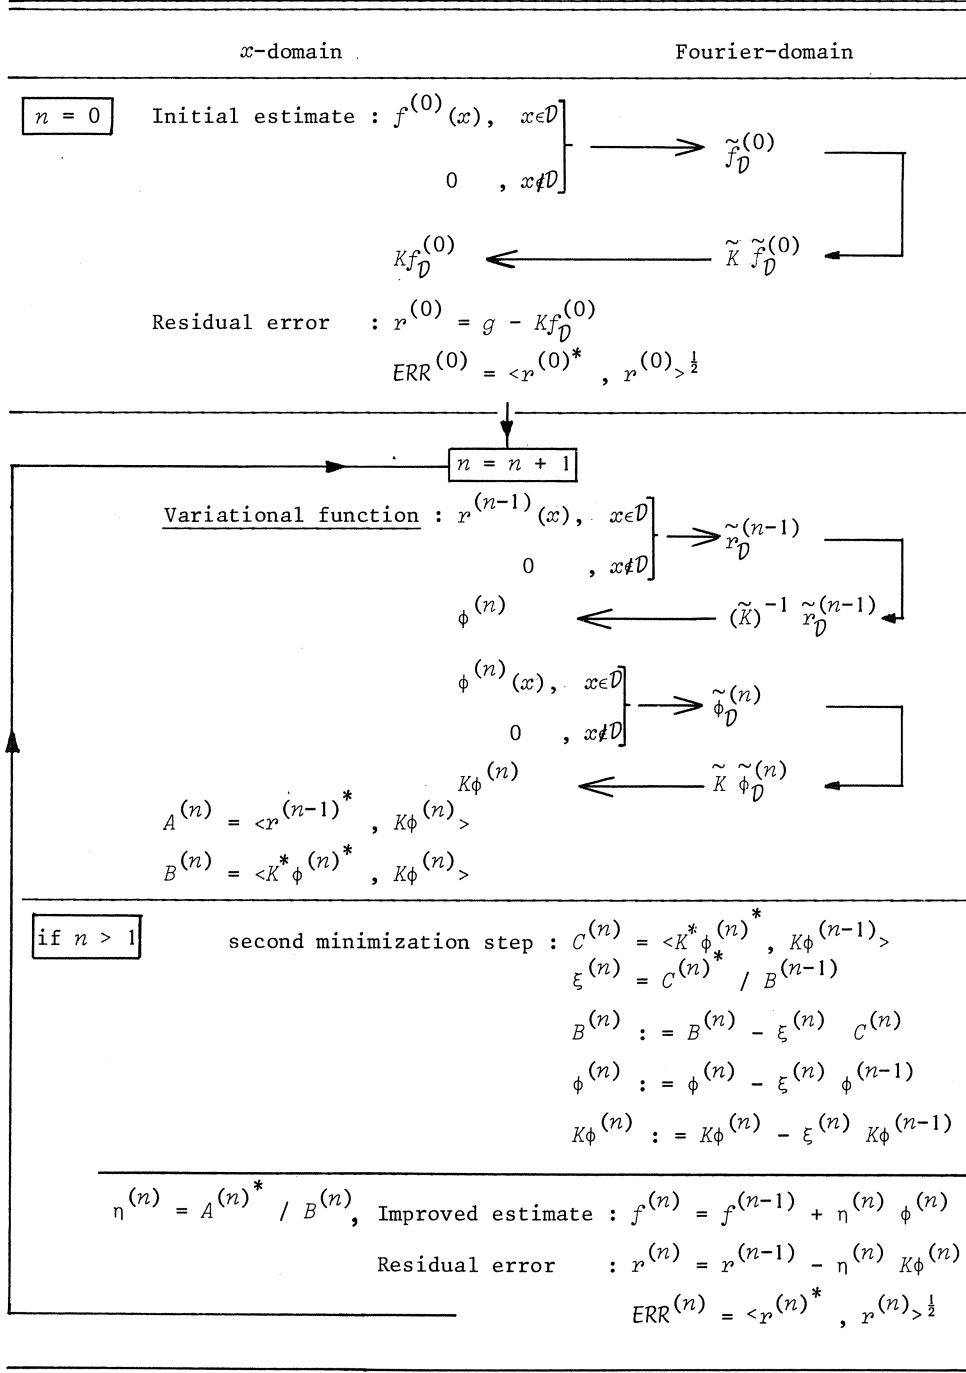 x-domain Fourier-domain
n = 0 Initial estimate : f^(0)(x), x∈𝒟 f̃_𝒟^(0)
0 , x∉𝒟
Kf_𝒟^(0) K̃ f̃_𝒟^(0)
Residual error : r^(0) = g - Kf_𝒟^(0)
ERR^(0) = <r^(0)* , r^(0)>^½
n = n + 1
Variational function : r^(n-1)(x), x∈𝒟 r̃_𝒟^(n-1)
0 , x∉𝒟
φ^(n) (K̃)^-1 r̃_𝒟^(n-1)
φ^(n)(x), x∈𝒟 φ̃_𝒟^(n)
0 , x∉𝒟
Kφ^(n) K̃ φ̃_𝒟^(n)
A^(n) = <r^(n-1)* , Kφ^(n)>
B^(n) = <K*φ^(n)* , Kφ^(n)>
if n > 1 second minimization step : C^(n) = <K*φ^(n)*, Kφ^(n-1)>
ξ^(n) = C^(n)* / B^(n-1)
B^(n) : = B^(n) - ξ^(n) C^(n)
φ^(n) : = φ^(n) - ξ^(n) φ^(n-1)
Kφ^(n) : = Kφ^(n) - ξ^(n) Kφ^(n-1)
η^(n) = A^(n)* / B^(n), Improved estimate : f^(n) = f^(n-1) + η^(n) φ^(n)
Residual error : r^(n) = r^(n-1) - η^(n) Kφ^(n)
ERR^(n) = <r^(n)* , r^(n)>^½